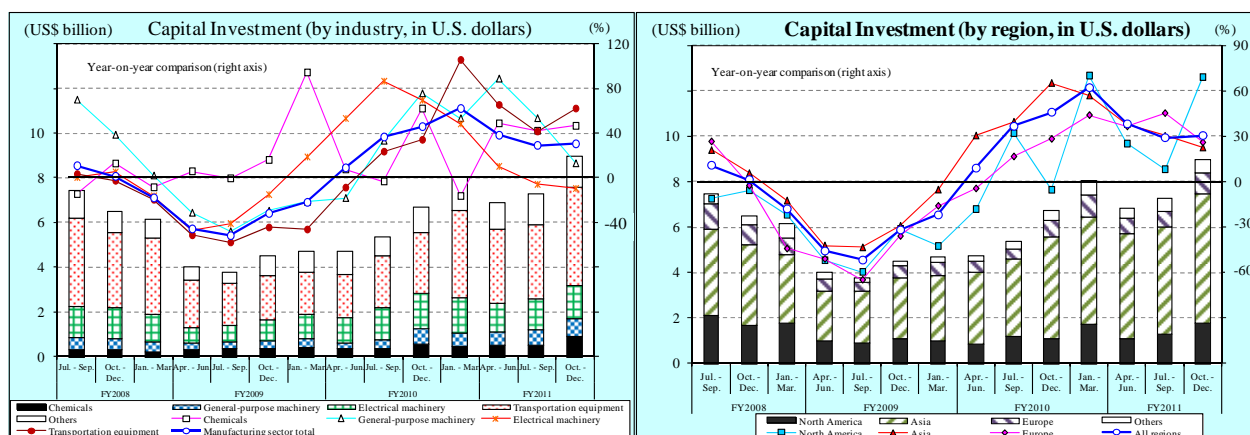 (US$ billion) Capital Investment (by industry, in U.S. dollars) (%)
Year-on-year comparison (right axis)
120
80
40
0
-40
10
8
6
4
2
0
Jul. - Sep. Oct. - Dec. Jan. - Mar. Apr. - Jun. Jul. - Sep. Oct. - Dec. Jan. - Mar. Apr. - Jun. Jul. - Sep. Oct. - Dec. Jan. - Mar. Apr. - Jun. Jul. - Sep. Oct. - Dec.
FY2008 FY2009 FY2010 FY2011
Chemicals General-purpose machinery Electrical machinery Transportation equipment
Others Chemicals General-purpose machinery Electrical machinery
Transportation equipment Manufacturing sector total
(US$ billion) Capital Investment (by region, in U.S. dollars) (%)
Year-on-year comparison (right axis)
90
60
30
0
-30
-60
10
8
6
4
2
0
Jul. - Sep. Oct. - Dec. Jan. - Mar. Apr. - Jun. Jul. - Sep. Oct. - Dec. Jan. - Mar. Apr. - Jun. Jul. - Sep. Oct. - Dec. Jan. - Mar. Apr. - Jun. Jul. - Sep. Oct. - Dec.
FY2008 FY2009 FY2010 FY2011
North America Asia Europe Others
North America Asia Europe All regions